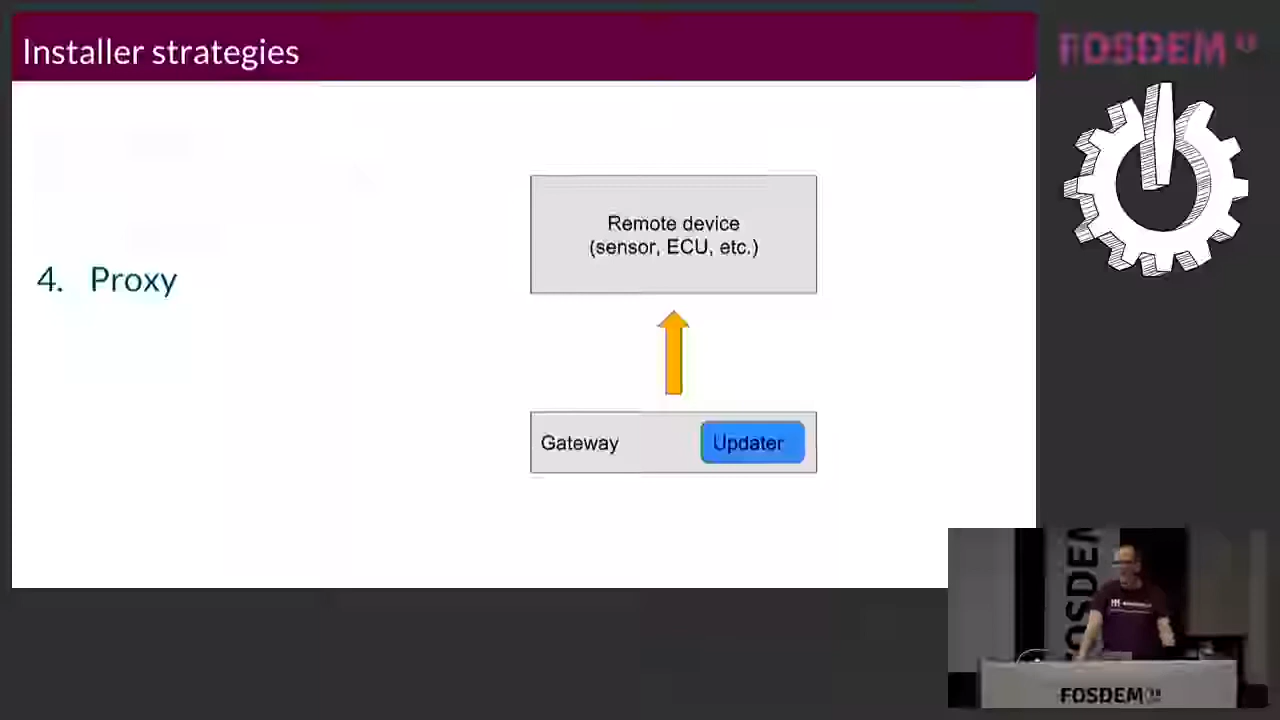 Installer strategies
FOSDEM
4. Proxy
Remote device
(sensor, ECU, etc.)
Gateway
Updater
FOSDEM
FOSDEM